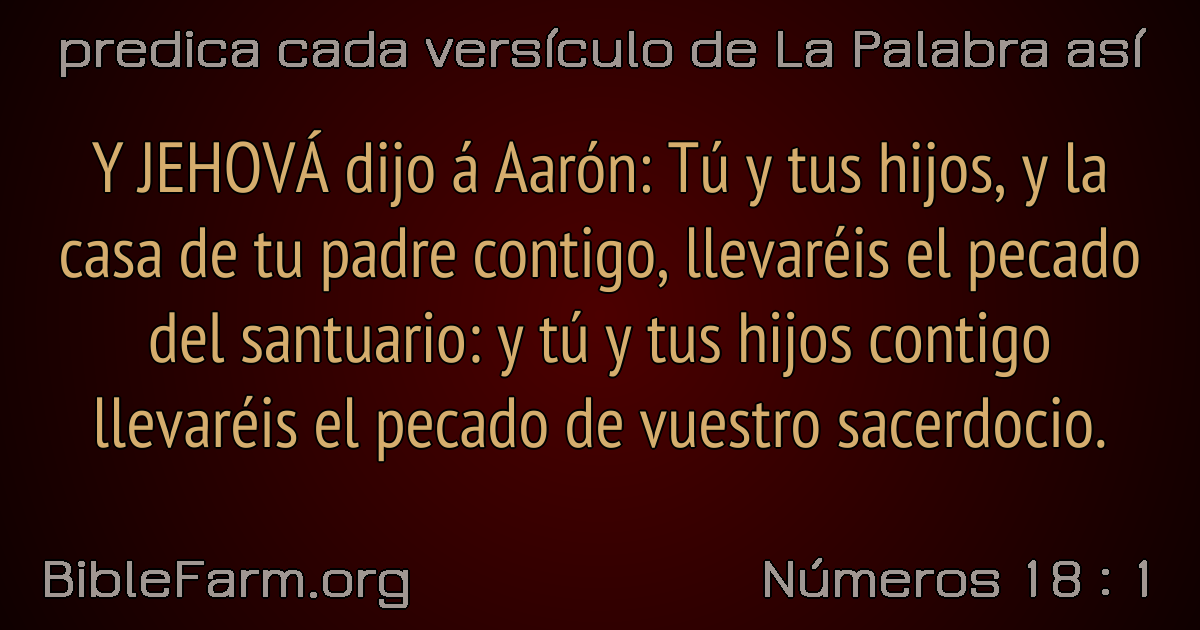 predica cada versículo de La Palabra así
Y JEHOVÁ dijo á Aarón: Tú y tus hijos, y la
casa de tu padre contigo, llevaréis el pecado
del santuario: y tú y tus hijos contigo
llevaréis el pecado de vuestro sacerdocio.
BibleFarm.org
Números 18 : 1